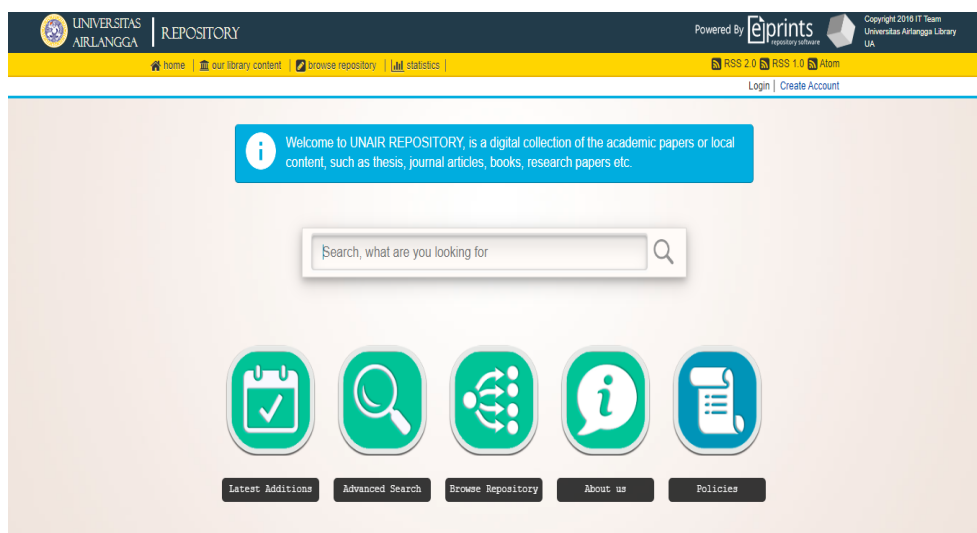 UNIVERSITAS
AIRLANGGA
REPOSITORY
Powered By eprints
repository software
Copyright 2016 IT Team
Universitas Airlangga Library
UA
home | our library content | browse repository | statistics |
RSS 2.0 RSS 1.0 Atom
Login | Create Account
Welcome to UNAIR REPOSITORY, is a digital collection of the academic papers or local
content, such as thesis, journal articles, books, research papers etc.
Search, what are you looking for
Latest Additions
Advanced Search
Browse Repository
About us
Policies